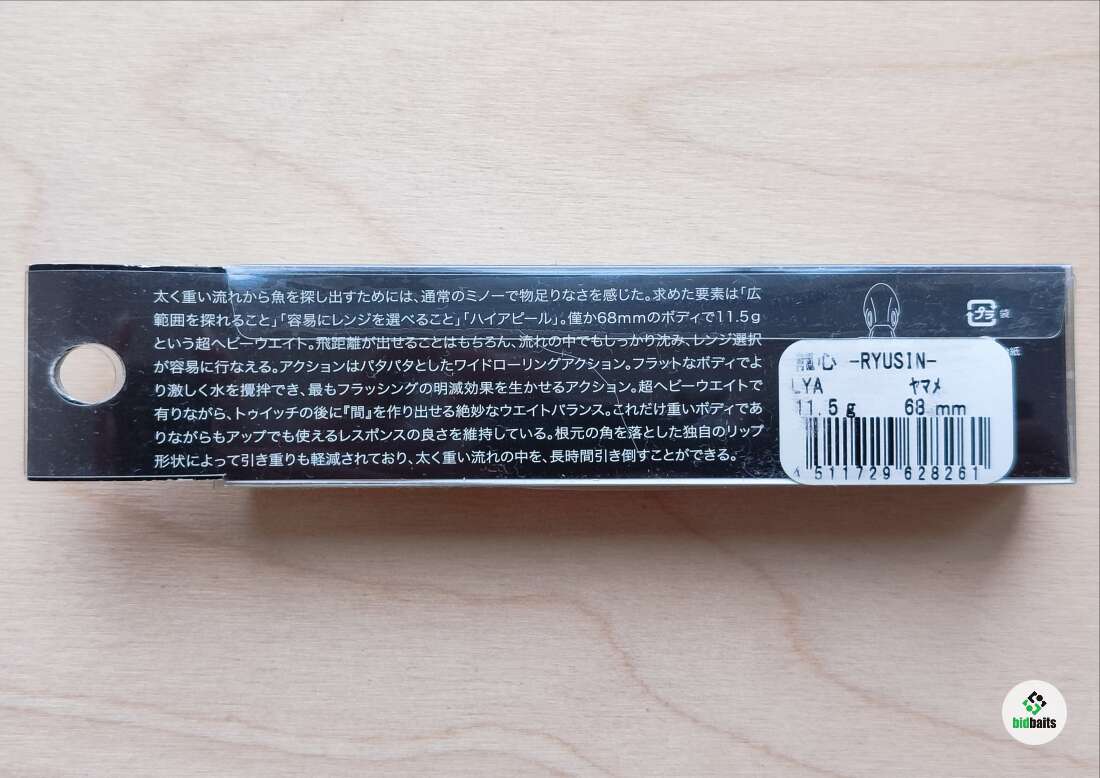 太く重い流れから魚を探し出すためには、通常のミノーで物足りなさを感じた。求めた要素は「広
範囲を探れること」「容易にレンジを選べること」「ハイアピール」。僅か68mmのボディで11.5g
という超ヘビーウエイト。飛距離が出せることはもちろん、流れの中でもしっかり沈み、レンジ選択
が容易に行なえる。アクションはパタパタとしたワイドローリングアクション。フラットなボディでよ
り激しく水を攪拌でき、最もフラッシングの明滅効果を生かせるアクション。超ヘビーウエイトで
有りながら、トゥイッチの後に『間』を作り出せる絶妙なウエイトバランス。これだけ重いボディであ
りながらもアップでも使えるレスポンスの良さを維持している。根元の角を落とした独自のリップ
形状によって引き重りも軽減されており、太く重い流れの中を、長時間引き倒すことができる。
プラ 袋
紙
心 -RYUSIN-
LYA ヤマメ
11.5g 68 mm
4 511729 628261
bidbaits